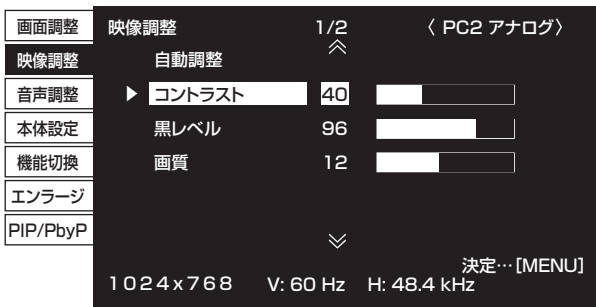 画面調整
映像調整
音声調整
本体設定
機能切換
エンラージ
PIP/PbyP
映像調整 1/2 〈 PC2 アナログ〉
自動調整
コントラスト 40
黒レベル 96
画質 12
決定…[MENU]
1024x768 V: 60 Hz H: 48.4 kHz